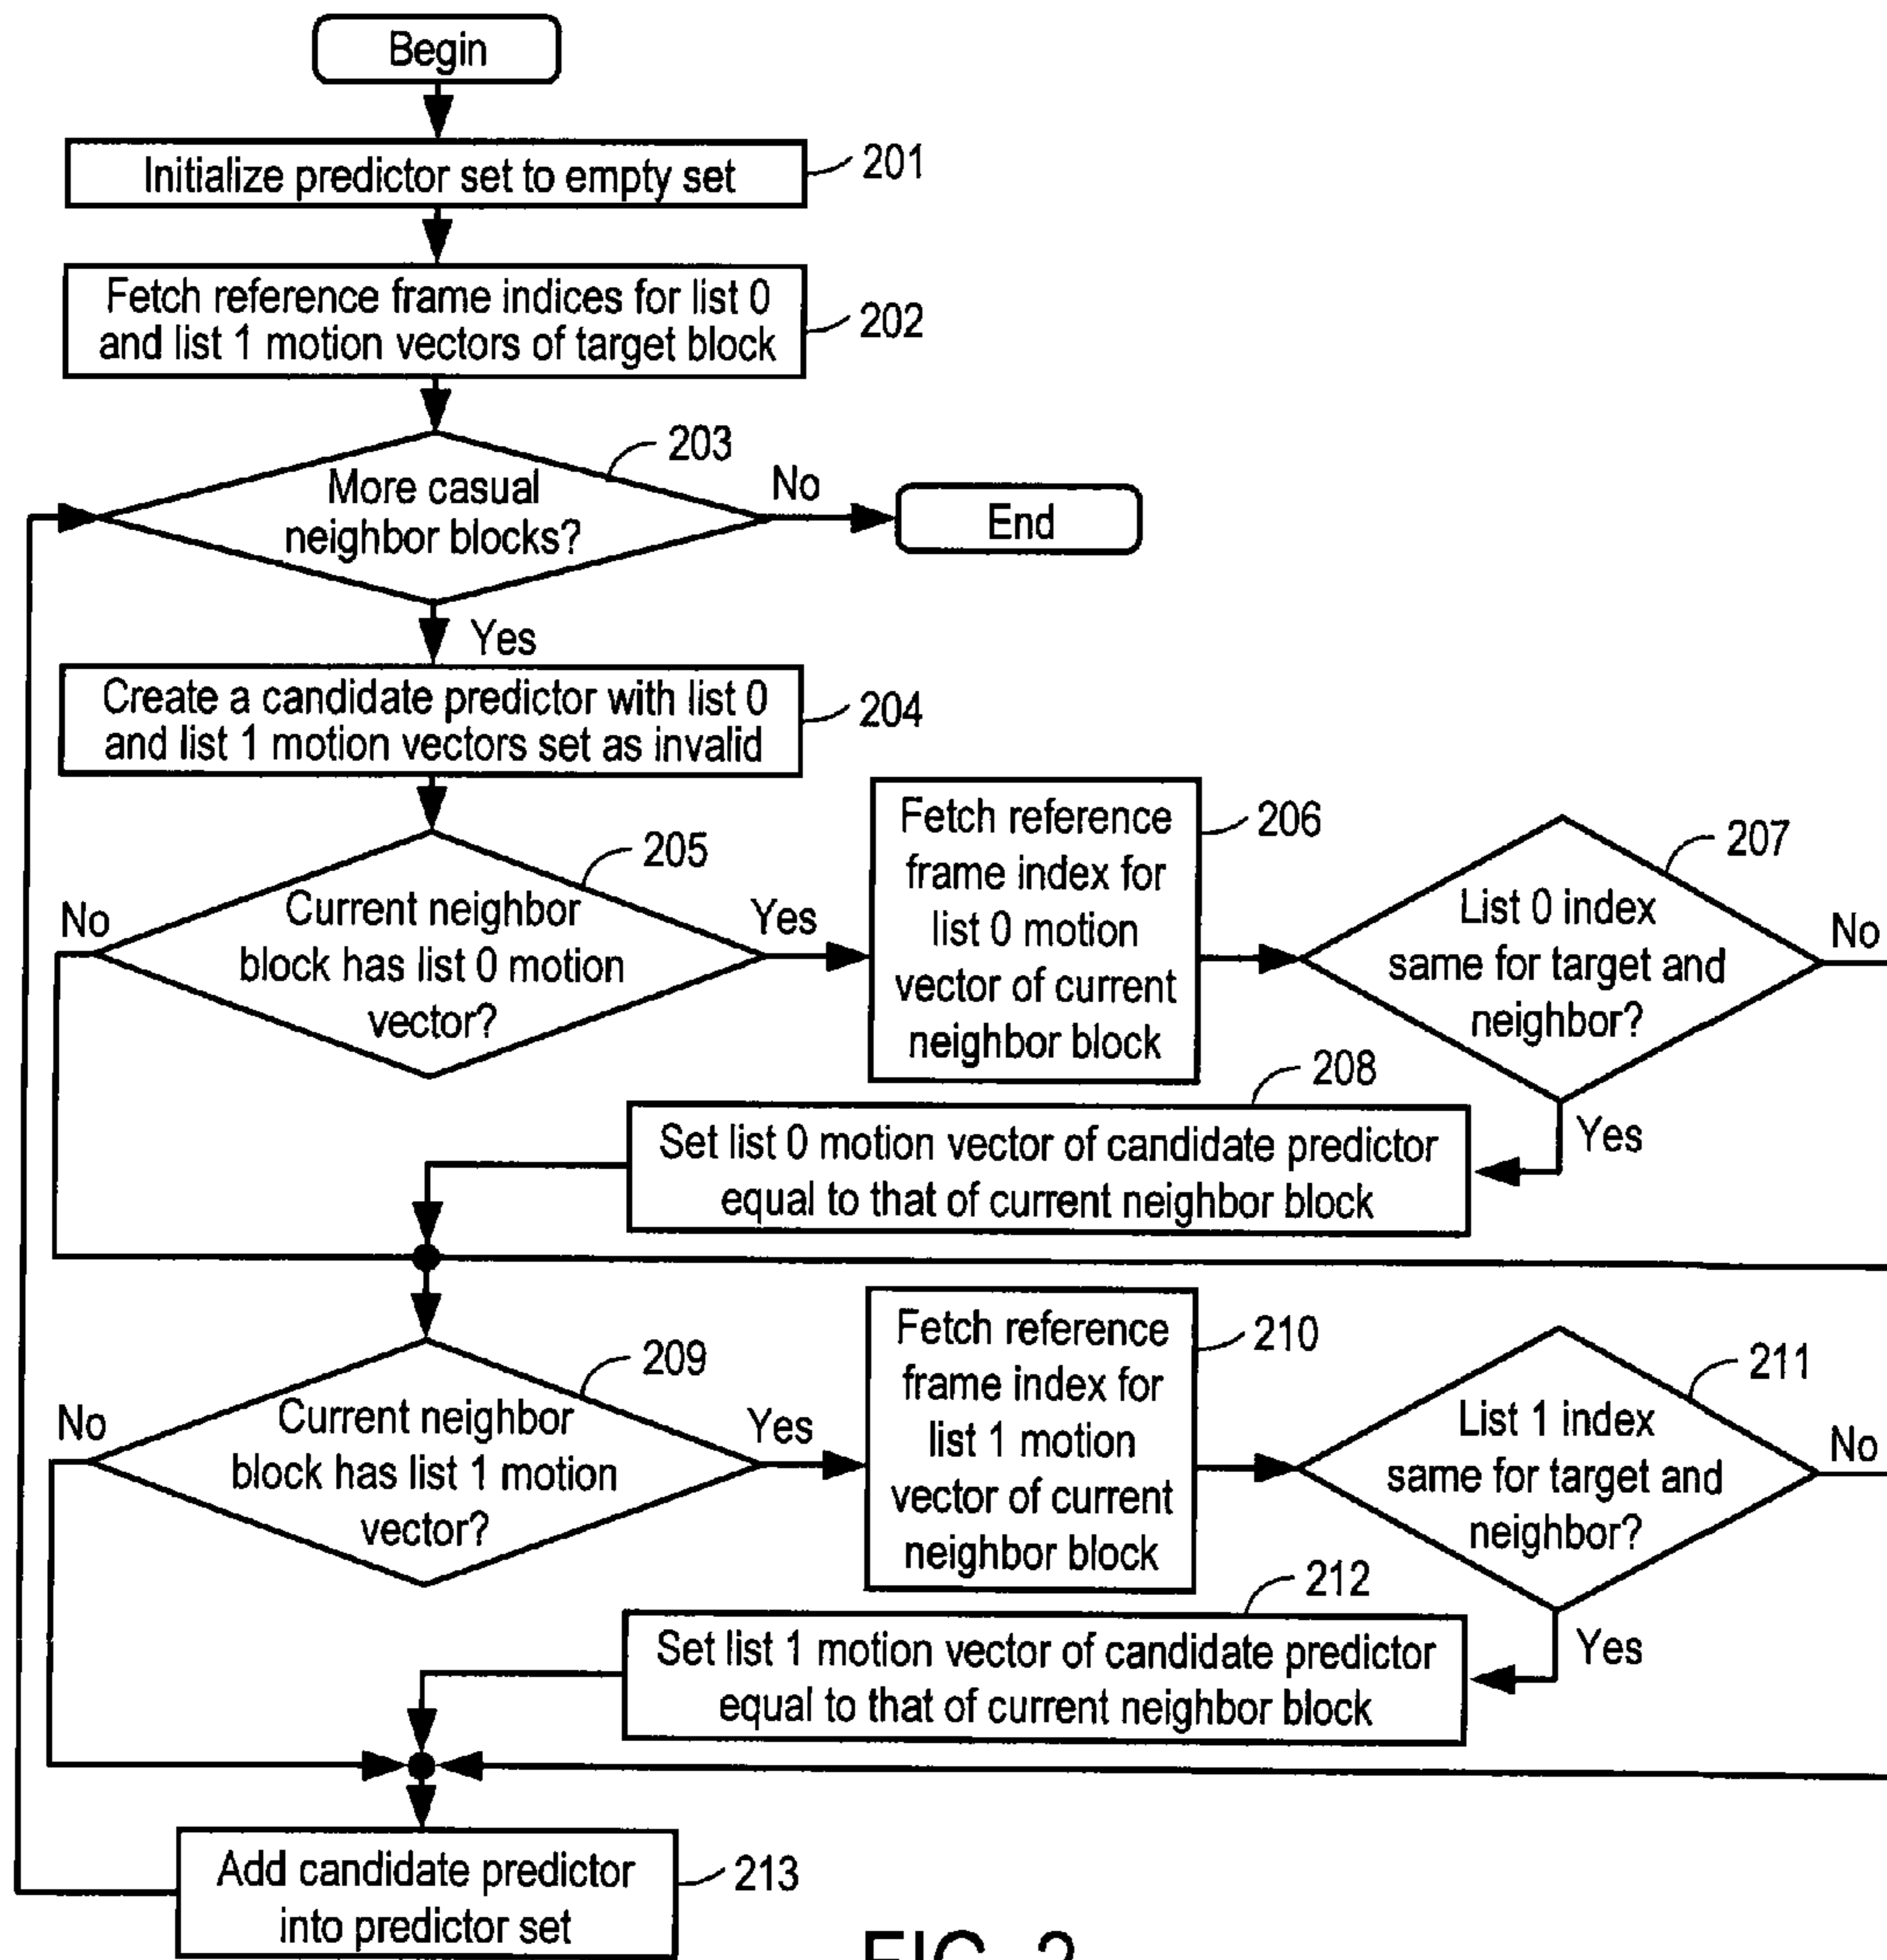 Begin
Initialize predictor set to empty set
201
Fetch reference frame indices for list 0
and list 1 motion vectors of target block
202
203
More casual
neighbor blocks?
No
End
Yes
Create a candidate predictor with list 0
and list 1 motion vectors set as invalid
204
205
Current neighbor
block has list 0 motion
vector?
No
Yes
Fetch reference
frame index for
list 0 motion
vector of current
neighbor block
206
207
List 0 index
same for target and
neighbor?
No
Yes
208
Set list 0 motion vector of candidate predictor
equal to that of current neighbor block
209
Current neighbor
block has list 1 motion
vector?
No
Yes
Fetch reference
frame index for
list 1 motion
vector of current
neighbor block
210
211
List 1 index
same for target and
neighbor?
No
Yes
212
Set list 1 motion vector of candidate predictor
equal to that of current neighbor block
Add candidate predictor
into predictor set
213
FIG. 2